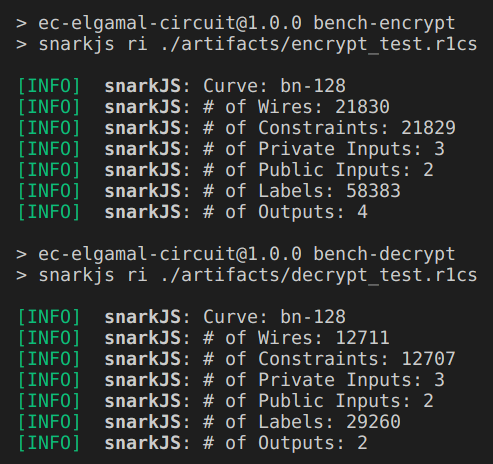 > ec-elgamal-circuit@1.0.0 bench-encrypt
> snarkjs ri ./artifacts/encrypt_test.r1cs
[INFO]  snarkJS: Curve: bn-128
[INFO]  snarkJS: # of Wires: 21830
[INFO]  snarkJS: # of Constraints: 21829
[INFO]  snarkJS: # of Private Inputs: 3
[INFO]  snarkJS: # of Public Inputs: 2
[INFO]  snarkJS: # of Labels: 58383
[INFO]  snarkJS: # of Outputs: 4
> ec-elgamal-circuit@1.0.0 bench-decrypt
> snarkjs ri ./artifacts/decrypt_test.r1cs
[INFO]  snarkJS: Curve: bn-128
[INFO]  snarkJS: # of Wires: 12711
[INFO]  snarkJS: # of Constraints: 12707
[INFO]  snarkJS: # of Private Inputs: 3
[INFO]  snarkJS: # of Public Inputs: 2
[INFO]  snarkJS: # of Labels: 29260
[INFO]  snarkJS: # of Outputs: 2